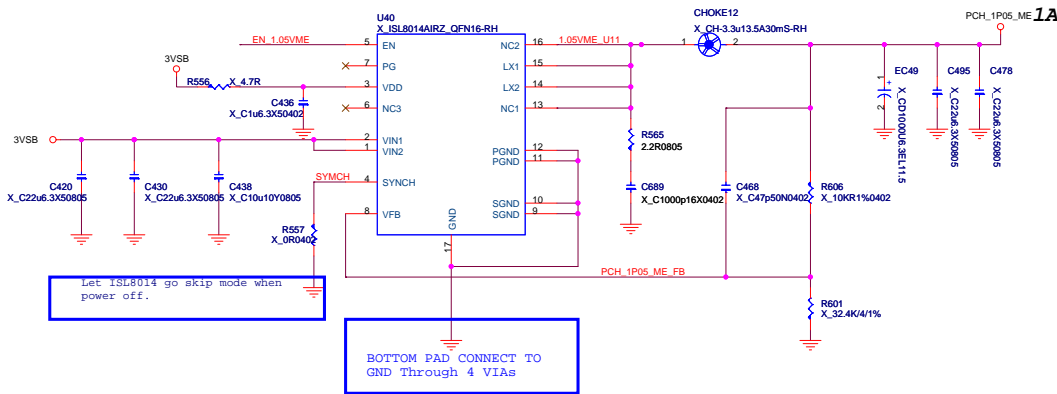 PCH_1P05_ME 1A
CHOKE12
X_CH-3.3u13.5A30mS-RH
1 2
U40
X_ISL8014AIRZ_QFN16-RH
EN_1.05VME
5 EN
7 PG
3 VDD
6 NC3
2 VIN1
1 VIN2
4 SYNCH
8 VFB
NC2 16
LX1 15
LX2 14
NC1 13
PGND 12
PGND 11
SGND 10
SGND 9
GND
17
1.05VME_U11
3VSB
R556 X_4.7R
C436
X_C1u6.3X50402
3VSB
C420
X_C22u6.3X50805
C430
X_C22u6.3X50805
C438
X_C10u10Y0805
SYMCH
R557
X_0R0402
R565
2.2R0805
C689
X_C1000p16X0402
C468
X_C47p50N0402
R606
X_10KR1%0402
EC49
1
+
2
X_CD1000U6.3EL11.5
C495
X_C22u6.3X50805
C478
X_C22u6.3X50805
PCH_1P05_ME_FB
R601
X_32.4K/4/1%
Let ISL8014 go skip mode when
power off.
BOTTOM PAD CONNECT TO
GND Through 4 VIAs